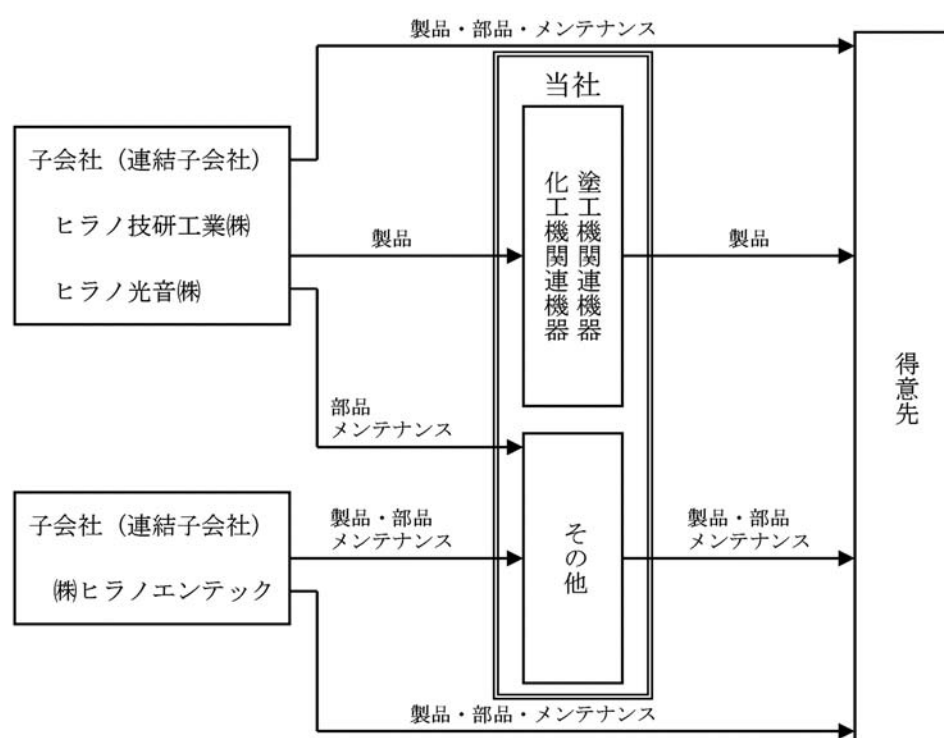 製品・部品・メンテナンス
当社
子会社（連結子会社）
ヒラノ技研工業㈱
ヒラノ光音㈱
製品
塗工機関連機器
化工機関連機器
製品
得意先
部品
メンテナンス
子会社（連結子会社）
㈱ヒラノエンテック
製品・部品
メンテナンス
その他
製品・部品
メンテナンス
製品・部品・メンテナンス